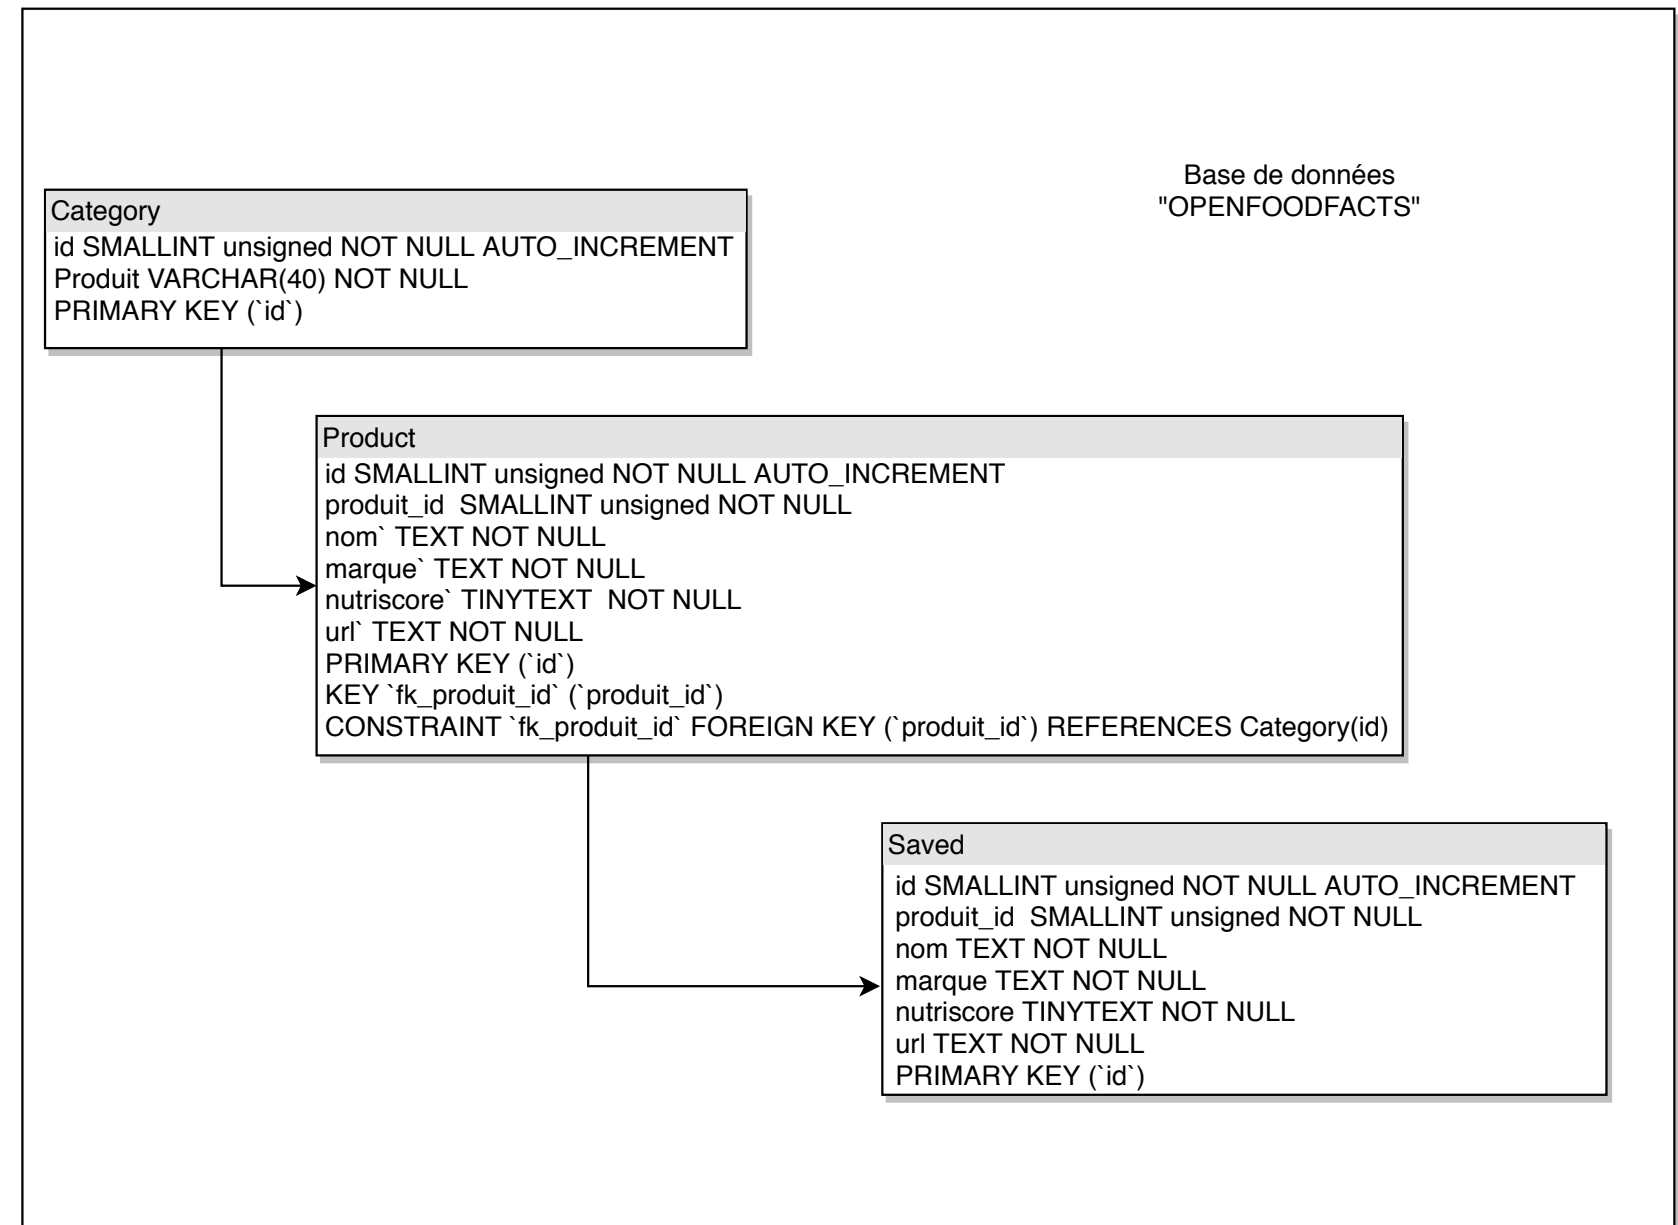 Base de données
"OPENFOODFACTS"
Category
id SMALLINT unsigned NOT NULL AUTO_INCREMENT
Produit VARCHAR(40) NOT NULL
PRIMARY KEY (`id`)
Product
id SMALLINT unsigned NOT NULL AUTO_INCREMENT
produit_id  SMALLINT unsigned NOT NULL
nom` TEXT NOT NULL
marque` TEXT NOT NULL
nutriscore` TINYTEXT  NOT NULL
url` TEXT NOT NULL
PRIMARY KEY (`id`)
KEY `fk_produit_id` (`produit_id`)
CONSTRAINT `fk_produit_id` FOREIGN KEY (`produit_id`) REFERENCES Category(id)
Saved
id SMALLINT unsigned NOT NULL AUTO_INCREMENT
produit_id  SMALLINT unsigned NOT NULL
nom TEXT NOT NULL
marque TEXT NOT NULL
nutriscore TINYTEXT NOT NULL
url TEXT NOT NULL
PRIMARY KEY (`id`)